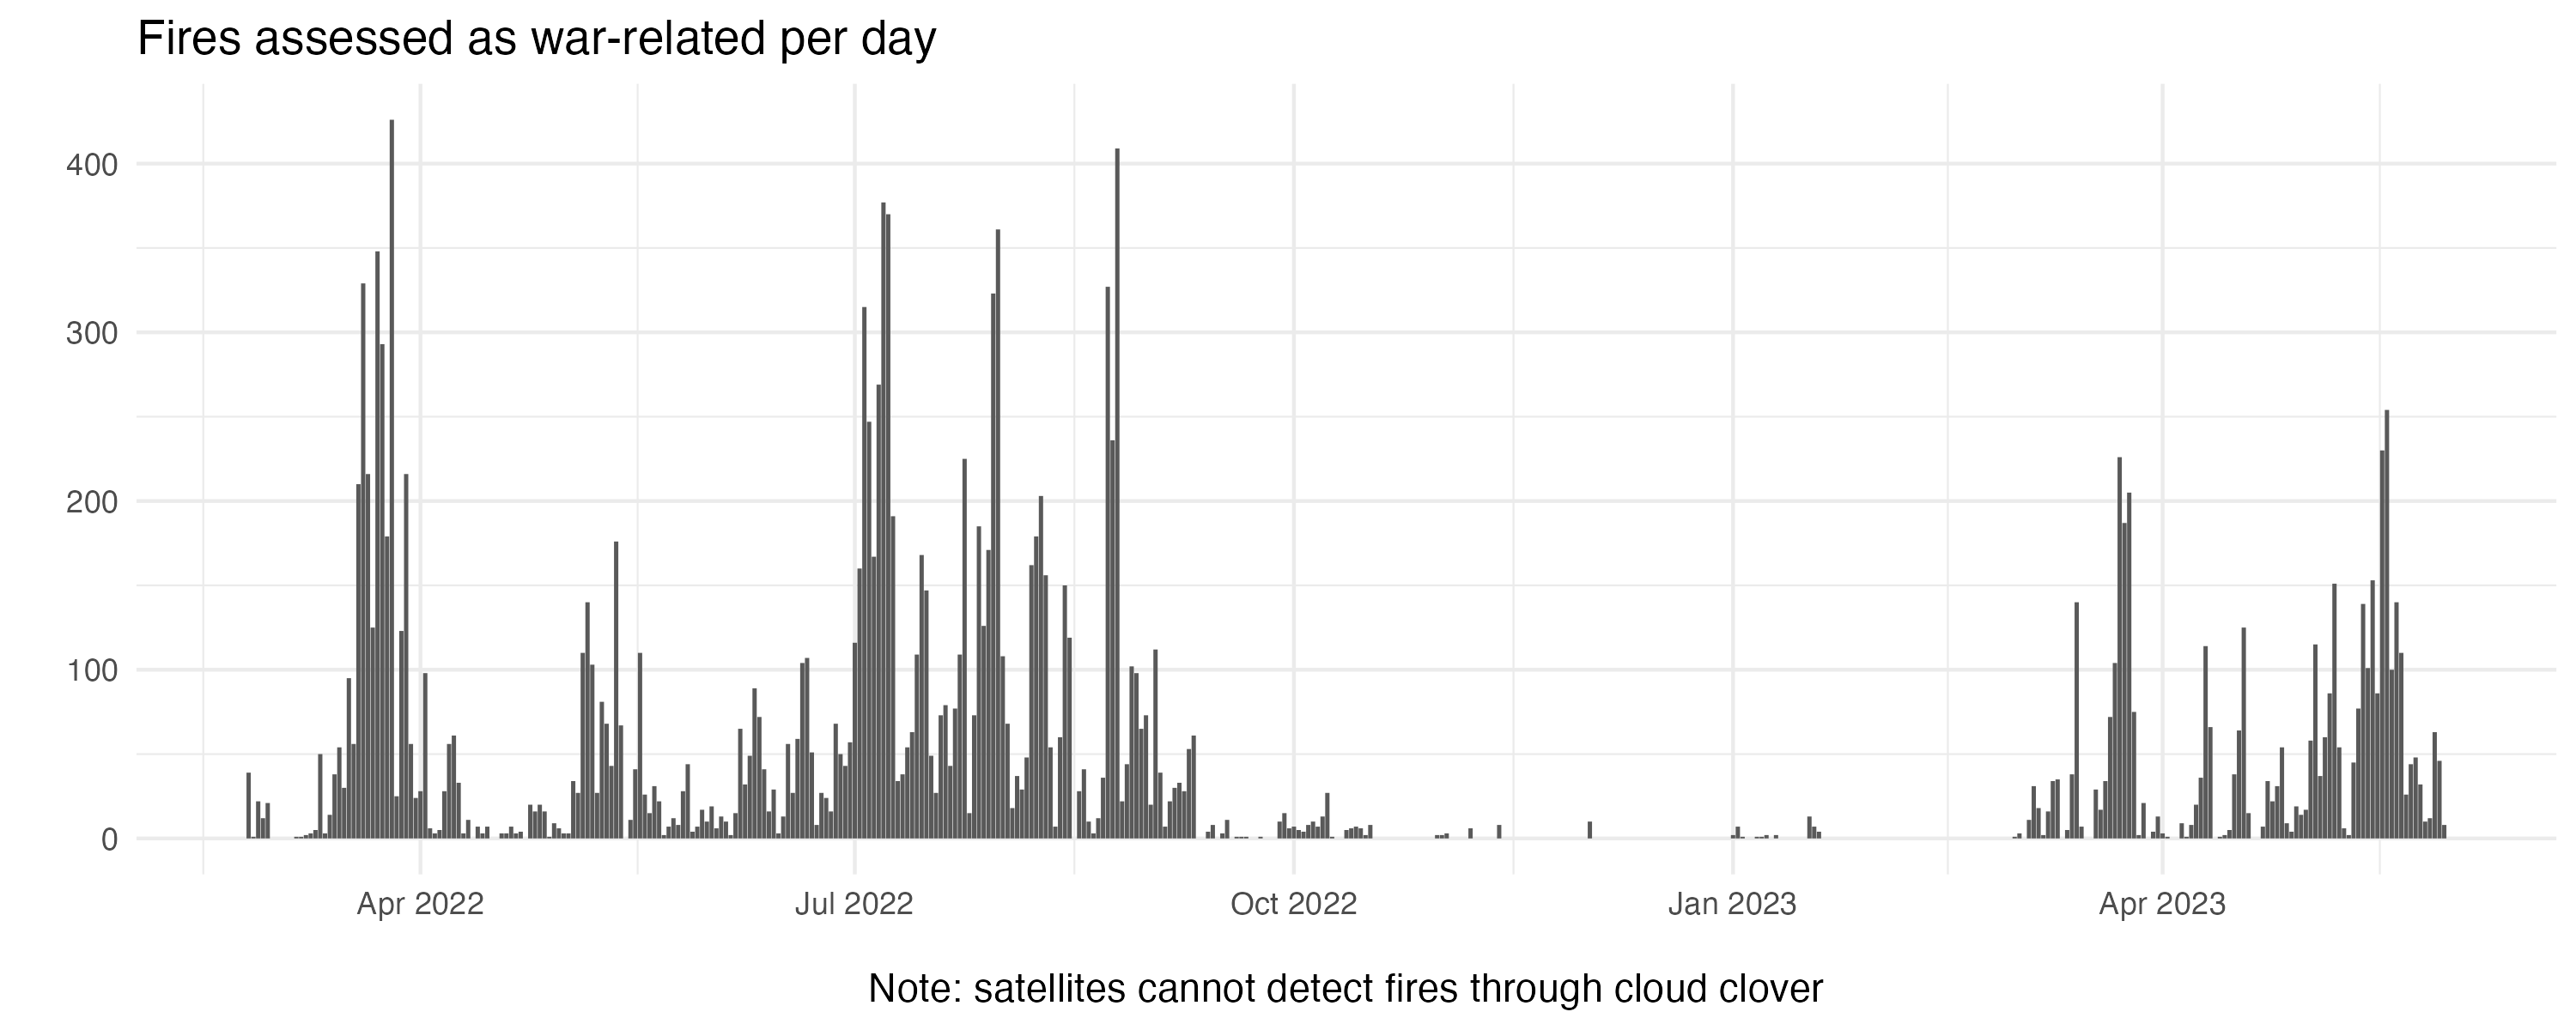 Fires assessed as war-related per day
400
300
200
100
0
Apr 2022
Jul 2022
Oct 2022
Jan 2023
Apr 2023
Note: satellites cannot detect fires through cloud clover